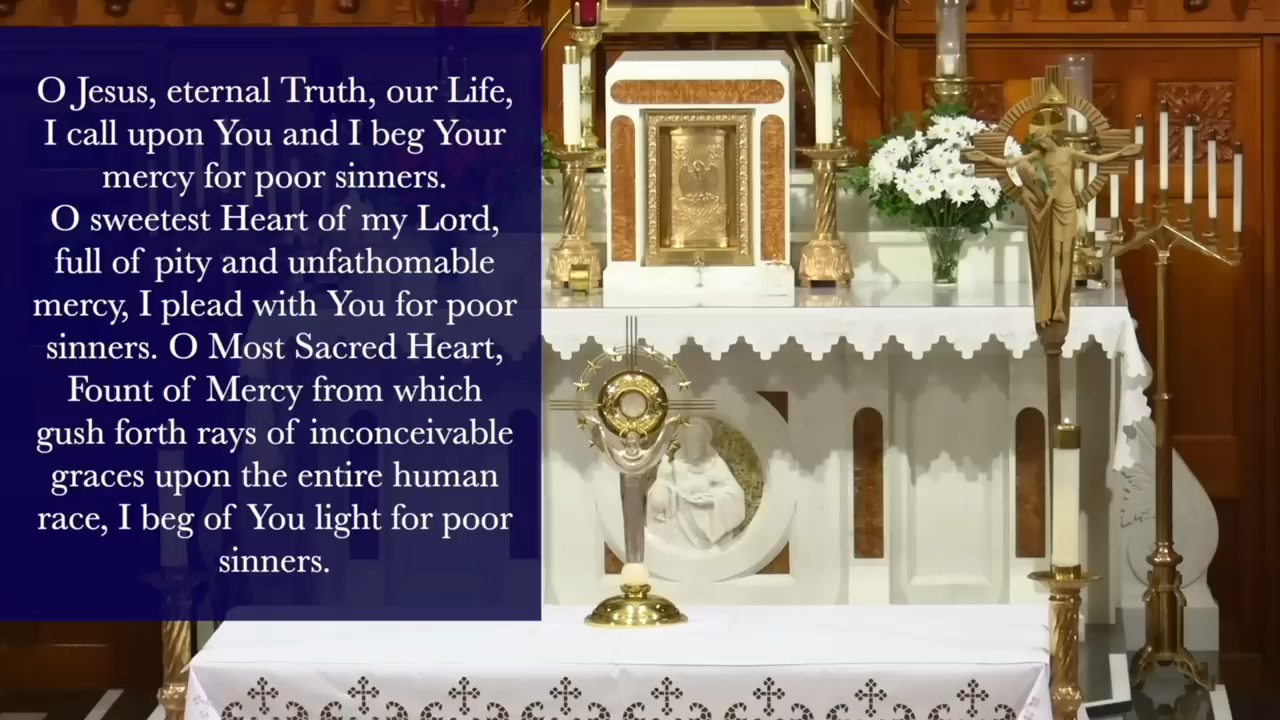 O Jesus, eternal Truth, our Life,
I call upon You and I beg Your
mercy for poor sinners.
O sweetest Heart of my Lord,
full of pity and unfathomable
mercy, I plead with You for poor
sinners. O Most Sacred Heart,
Fount of Mercy from which
gush forth rays of inconceivable
graces upon the entire human
race, I beg of You light for poor
sinners.